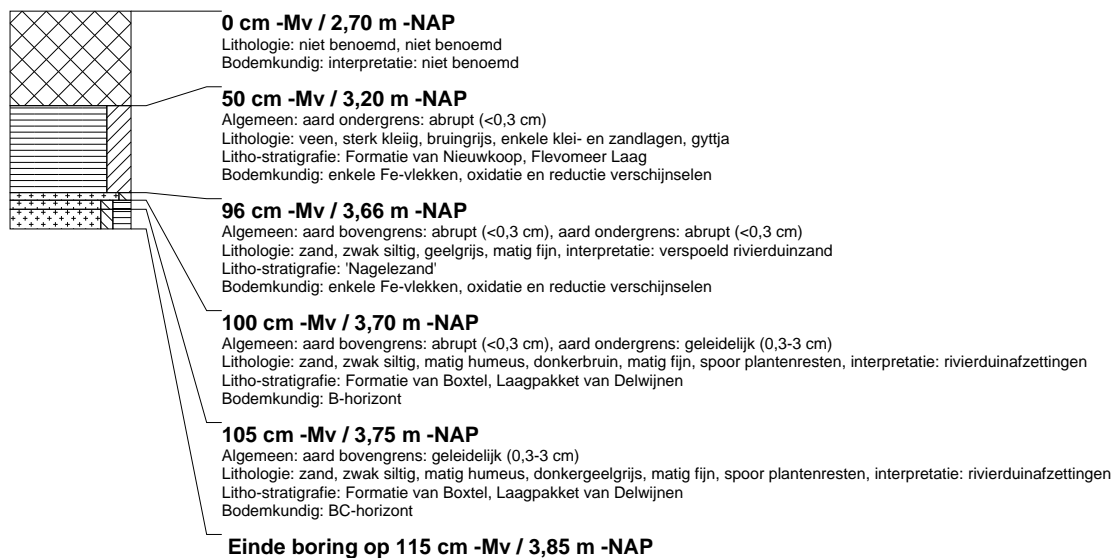 0 cm -Mv / 2,70 m -NAP
Lithologie: niet benoemd, niet benoemd
Bodemkundig: interpretatie: niet benoemd
50 cm -Mv / 3,20 m -NAP
Algemeen: aard ondergrens: abrupt (<0,3 cm)
Lithologie: veen, sterk kleiig, bruingrijs, enkele klei- en zandlagen, gyttja
Litho-stratigrafie: Formatie van Nieuwkoop, Flevomeer Laag
Bodemkundig: enkele Fe-vlekken, oxidatie en reductie verschijnselen
96 cm -Mv / 3,66 m -NAP
Algemeen: aard bovengrens: abrupt (<0,3 cm), aard ondergrens: abrupt (<0,3 cm)
Lithologie: zand, zwak siltig, geelgrijs, matig fijn, interpretatie: verspoeld rivierduinzand
Litho-stratigrafie: 'Nagelezand'
Bodemkundig: enkele Fe-vlekken, oxidatie en reductie verschijnselen
100 cm -Mv / 3,70 m -NAP
Algemeen: aard bovengrens: abrupt (<0,3 cm), aard ondergrens: geleidelijk (0,3-3 cm)
Lithologie: zand, zwak siltig, matig humeus, donkerbruin, matig fijn, spoor plantenresten, interpretatie: rivierduinafzettingen
Litho-stratigrafie: Formatie van Boxtel, Laagpakket van Delwijnen
Bodemkundig: B-horizont
105 cm -Mv / 3,75 m -NAP
Algemeen: aard bovengrens: geleidelijk (0,3-3 cm)
Lithologie: zand, zwak siltig, matig humeus, donkergeelgrijs, matig fijn, spoor plantenresten, interpretatie: rivierduinafzettingen
Litho-stratigrafie: Formatie van Boxtel, Laagpakket van Delwijnen
Bodemkundig: BC-horizont
Einde boring op 115 cm -Mv / 3,85 m -NAP